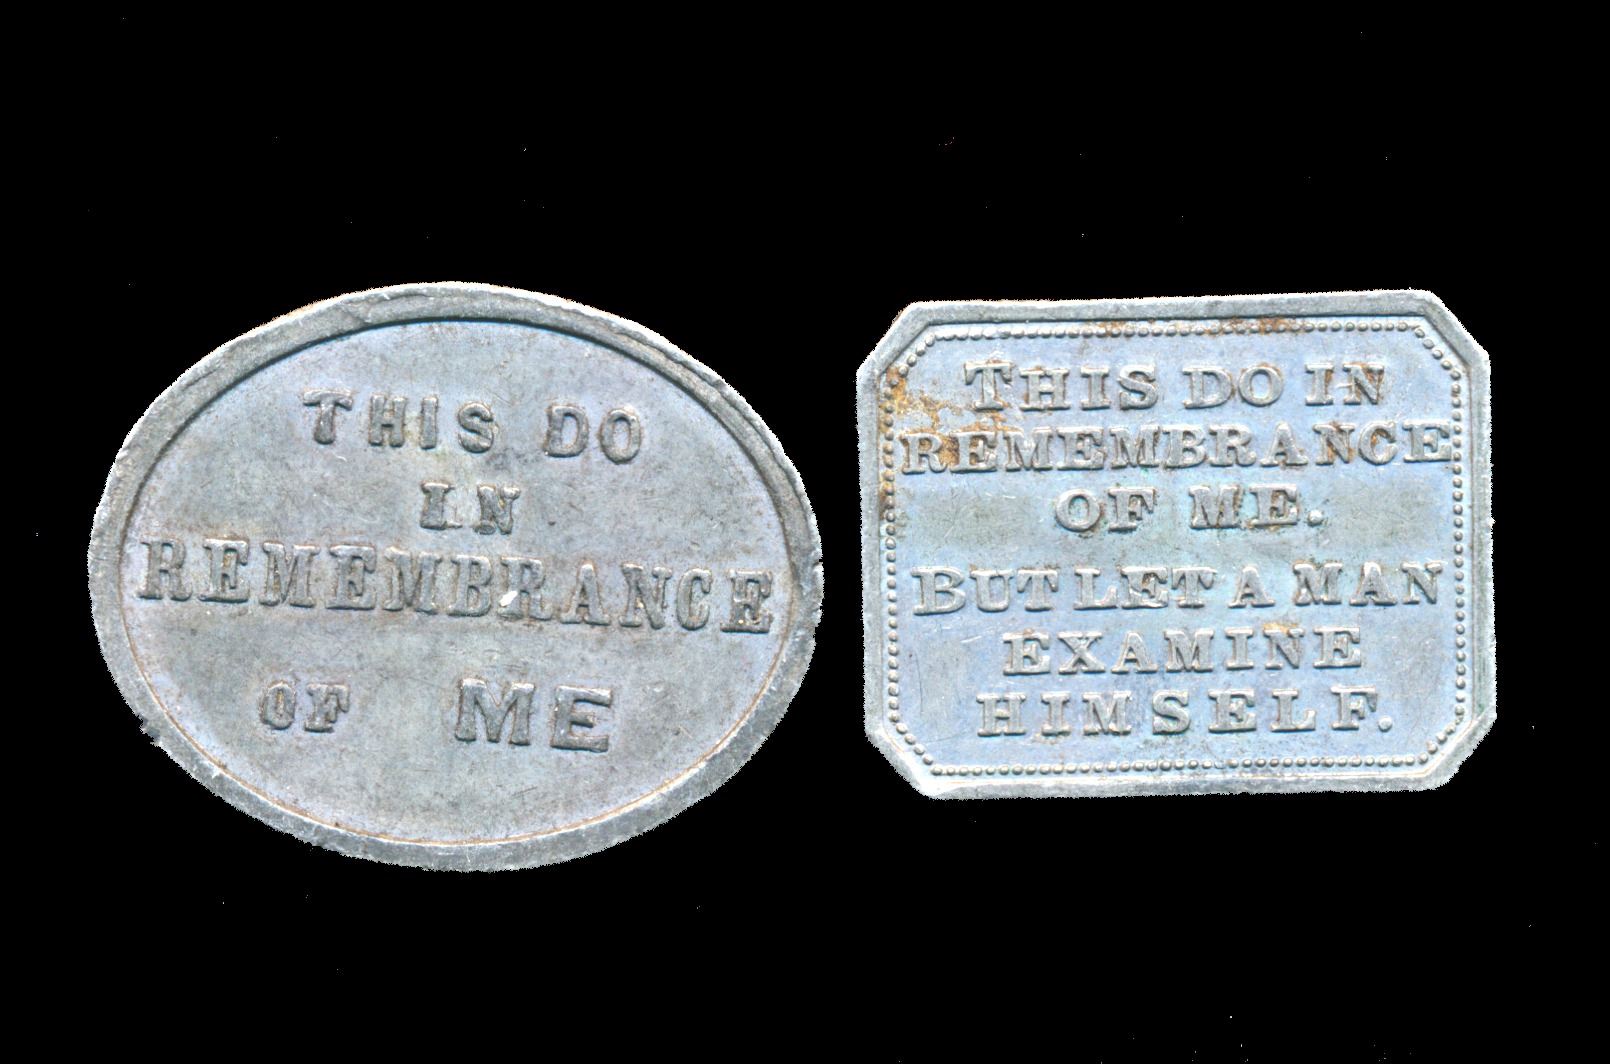 THIS DO
IN
REMEMBRANCE
OF ME
THIS DO IN
REMEMBRANCE
OF ME.
BUT LET A MAN
EXAMINE
HIMSELF.